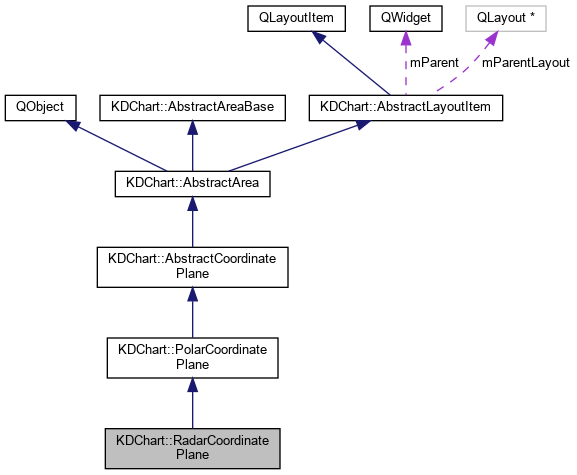 QLayoutItem
QWidget
QLayout *
mParent
mParentLayout
QObject
KDChart::AbstractAreaBase
KDChart::AbstractLayoutItem
KDChart::AbstractArea
KDChart::AbstractCoordinate
Plane
KDChart::PolarCoordinate
Plane
KDChart::RadarCoordinate
Plane